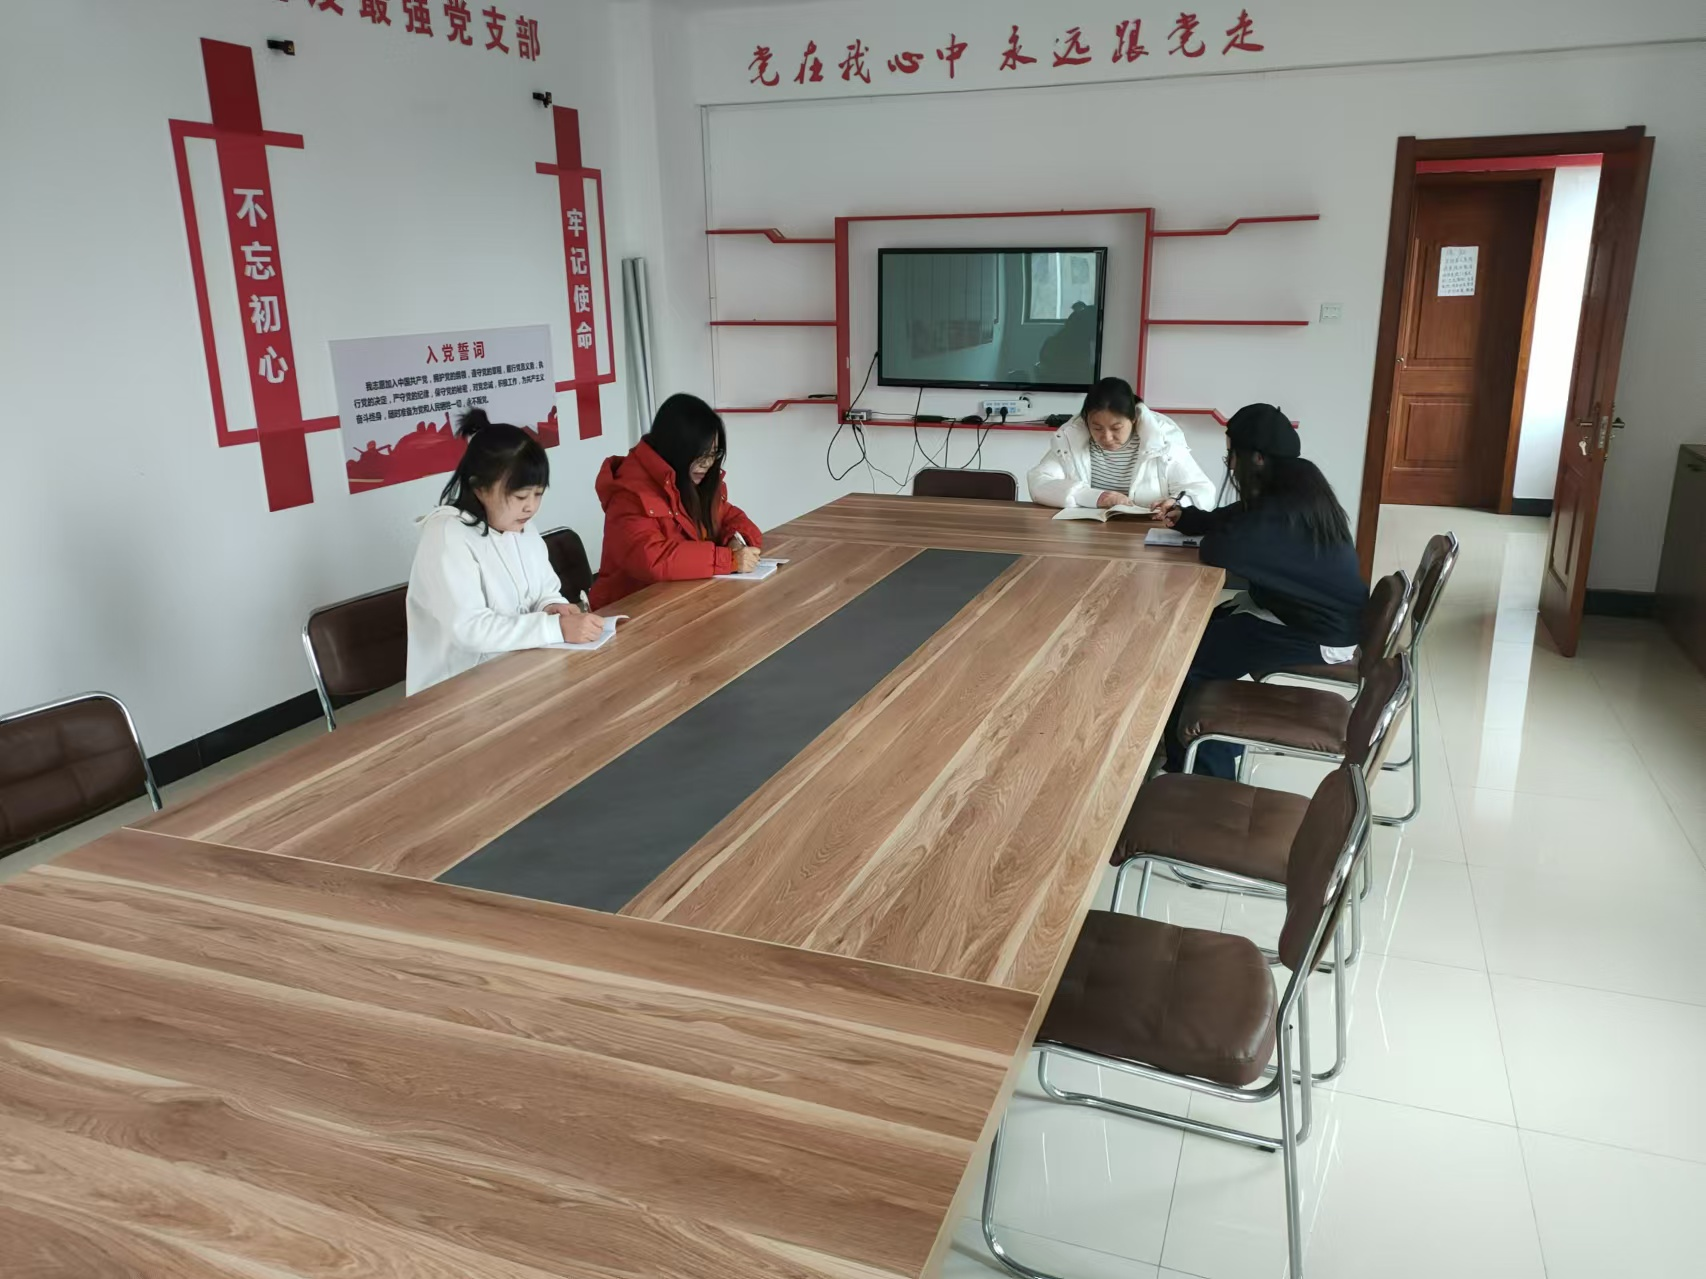 最强党支部
党在我心中 永远跟党走
不忘初心
牢记使命
入党誓词
我志愿加入中国共产党，拥护党的纲领，遵守党的章程，履行党员义务，执
行党的决定，严守党的纪律，保守党的秘密，对党忠诚，积极工作，为共产主义
奋斗终身，随时准备为党和人民牺牲一切，永不叛党。